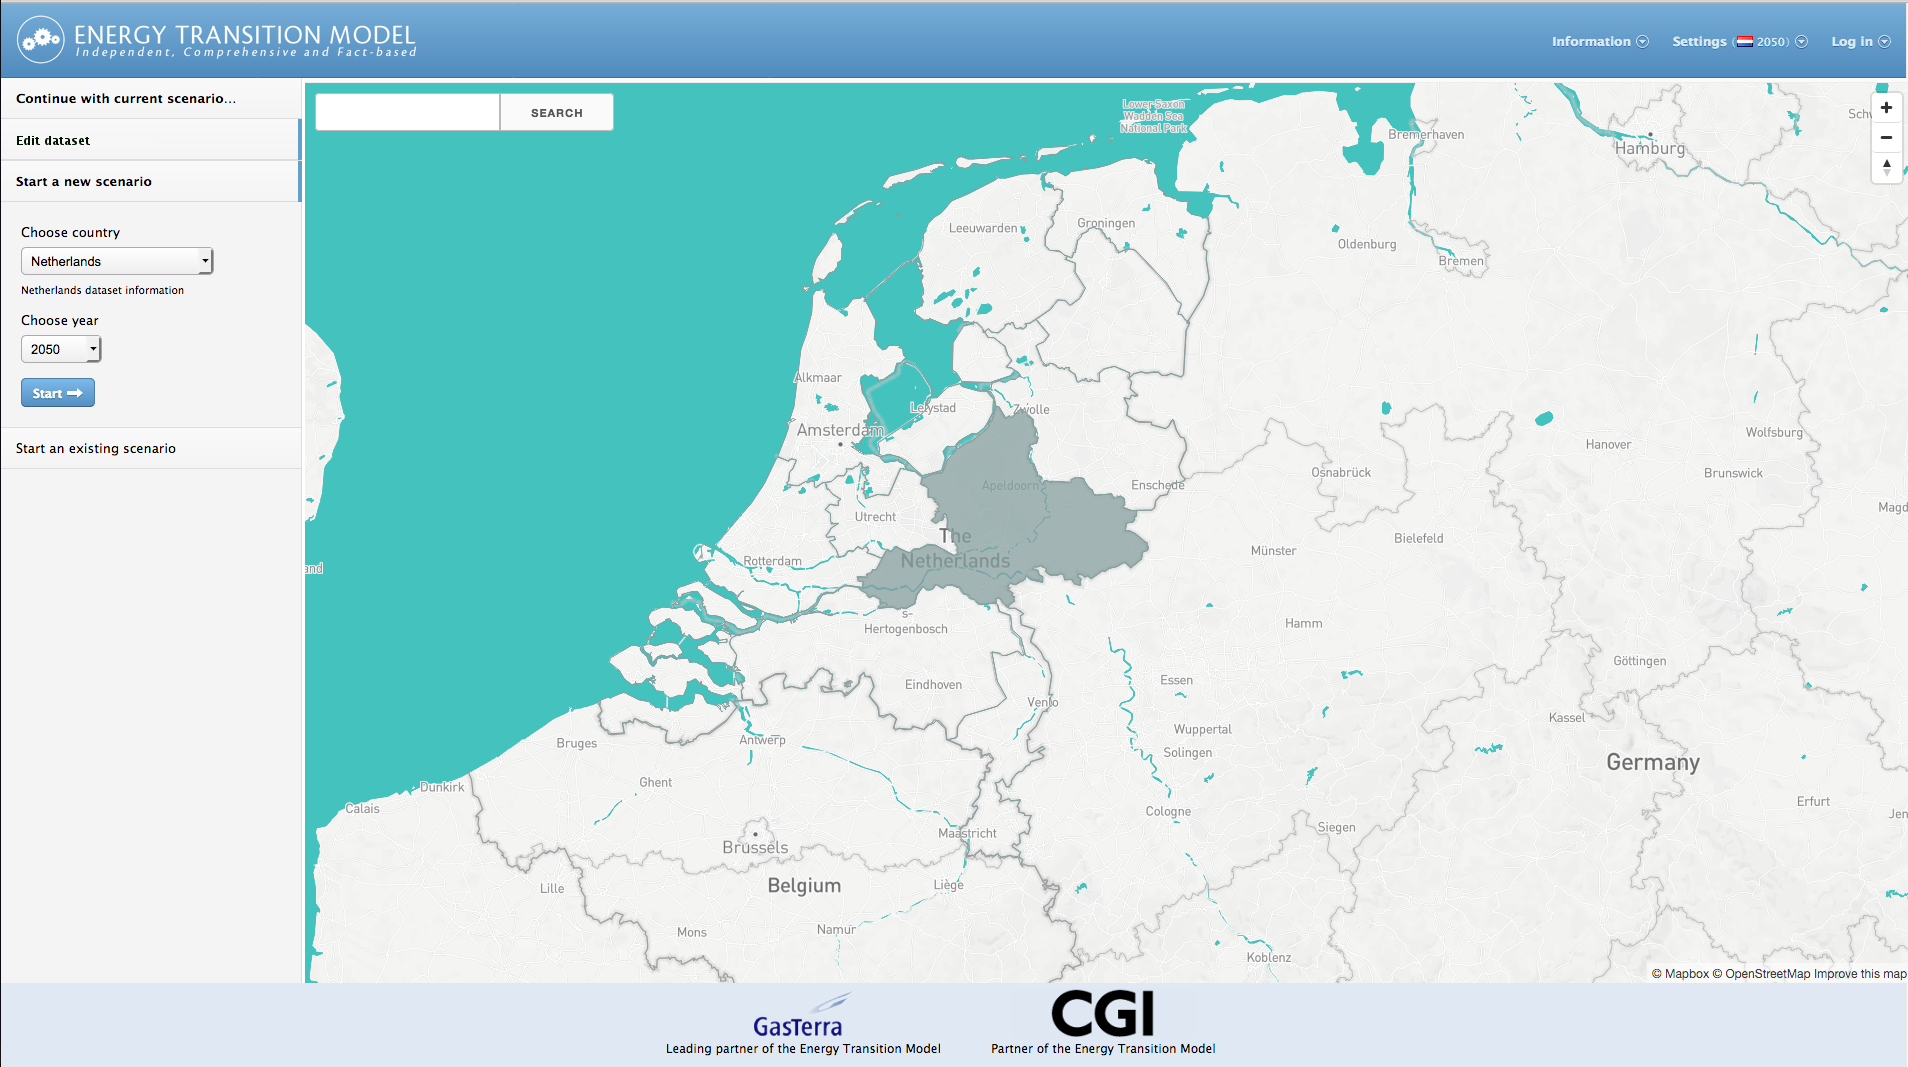 ENERGY TRANSITION MODEL
Independent, Comprehensive and Fact-based
Information
Settings ( 2050)
Log in
Continue with current scenario...
Edit dataset
Start a new scenario
Choose country
Netherlands
Netherlands dataset information
Choose year
2050
Start
Start an existing scenario
SEARCH
Lower Saxon
Wadden Sea
National Park
Bremerhaven
Hamburg
Schw
+
−
Leeuwarden
Groningen
Oldenburg
Bremen
Alkmaar
Lelystad
Zwolle
Amsterdam
Hanover
Wolfsburg
Osnabrück
Brunswick
Apeldoorn
Enschede
Magd
Utrecht
The
Netherlands
Bielefeld
Münster
Rotterdam
and
s-
Hertogenbosch
Hamm
Göttingen
Eindhoven
Essen
Venlo
Kassel
Bruges
Antwerp
Wuppertal
Solingen
Germany
Ghent
Dunkirk
Calais
Cologne
Erfurt
Jen
Siegen
Maastricht
Brussels
Belgium
Lille
Liège
Mons
Namur
Koblenz
© Mapbox © OpenStreetMap Improve this map
GasTerra
Leading partner of the Energy Transition Model
CGI
Partner of the Energy Transition Model